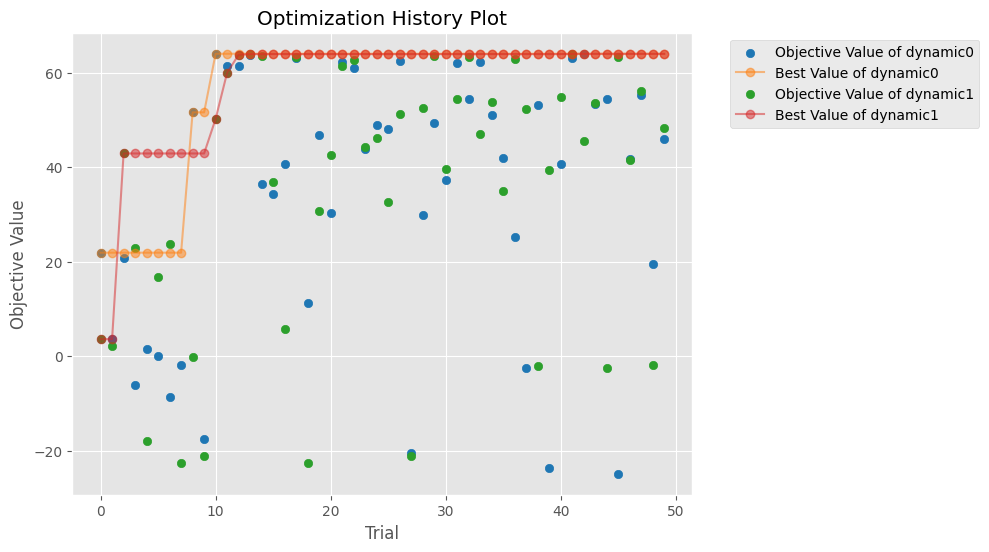 Optimization History Plot
Objective Value of dynamic0
Best Value of dynamic0
Objective Value of dynamic1
Best Value of dynamic1
Objective Value
60
40
20
0
−20
0 10 20 30 40 50
Trial